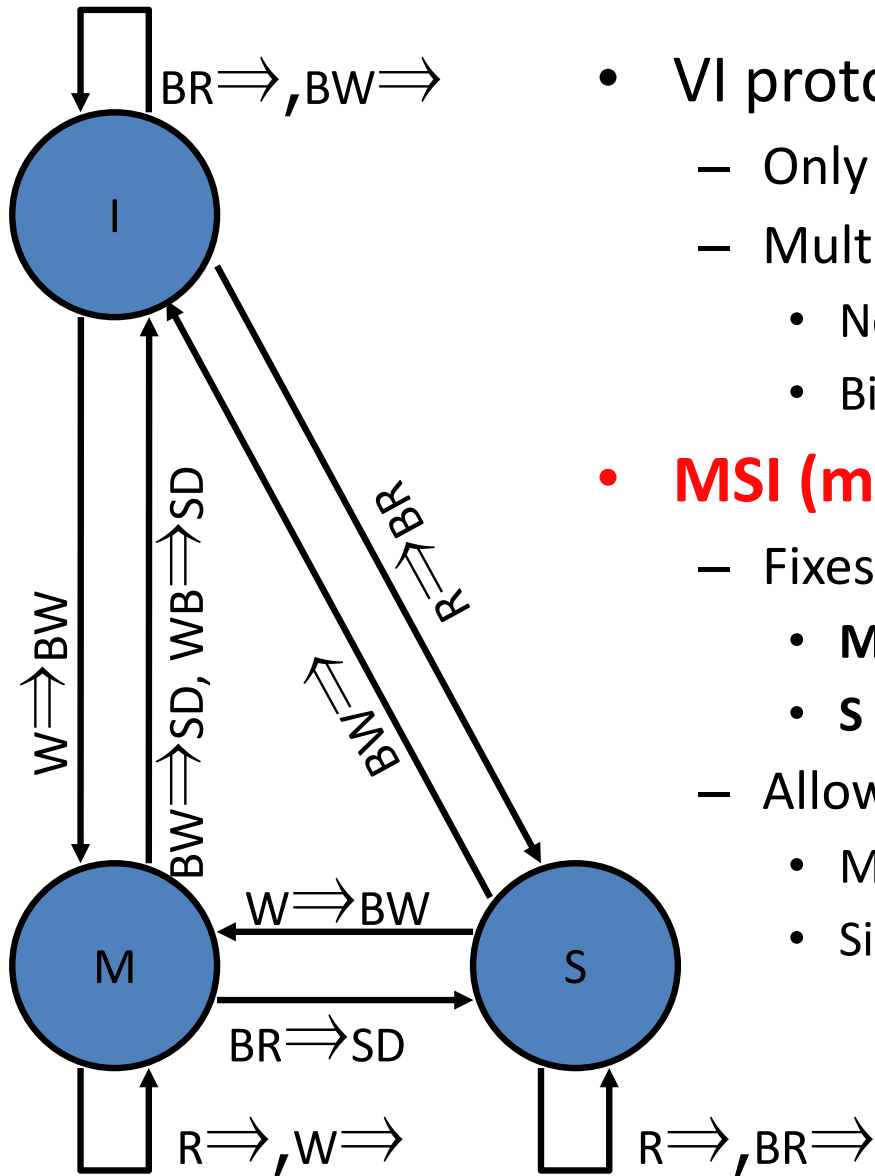 BR⇒,BW⇒
I
W⇒BW
BW⇒SD, WB⇒SD
R⇒BR
BW⇒
W⇒BW
M
S
BR⇒SD
R⇒,W⇒
R⇒,BR⇒
• VI proto
– Only
– Mult
• No
• Bi
• MSI (m
– Fixes
• M
• S
– Allow
• M
• Si